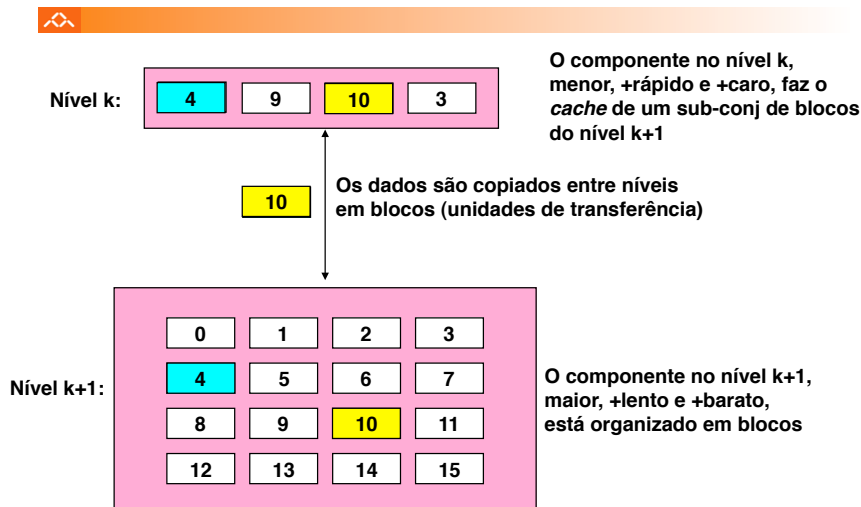 O componente no nível k,
menor, +rápido e +caro, faz o
cache de um sub-conj de blocos
do nível k+1
Nível k:
4 9 10 3
10
Os dados são copiados entre níveis
em blocos (unidades de transferência)
Nível k+1:
0 1 2 3
4 5 6 7
8 9 10 11
12 13 14 15
O componente no nível k+1,
maior, +lento e +barato,
está organizado em blocos